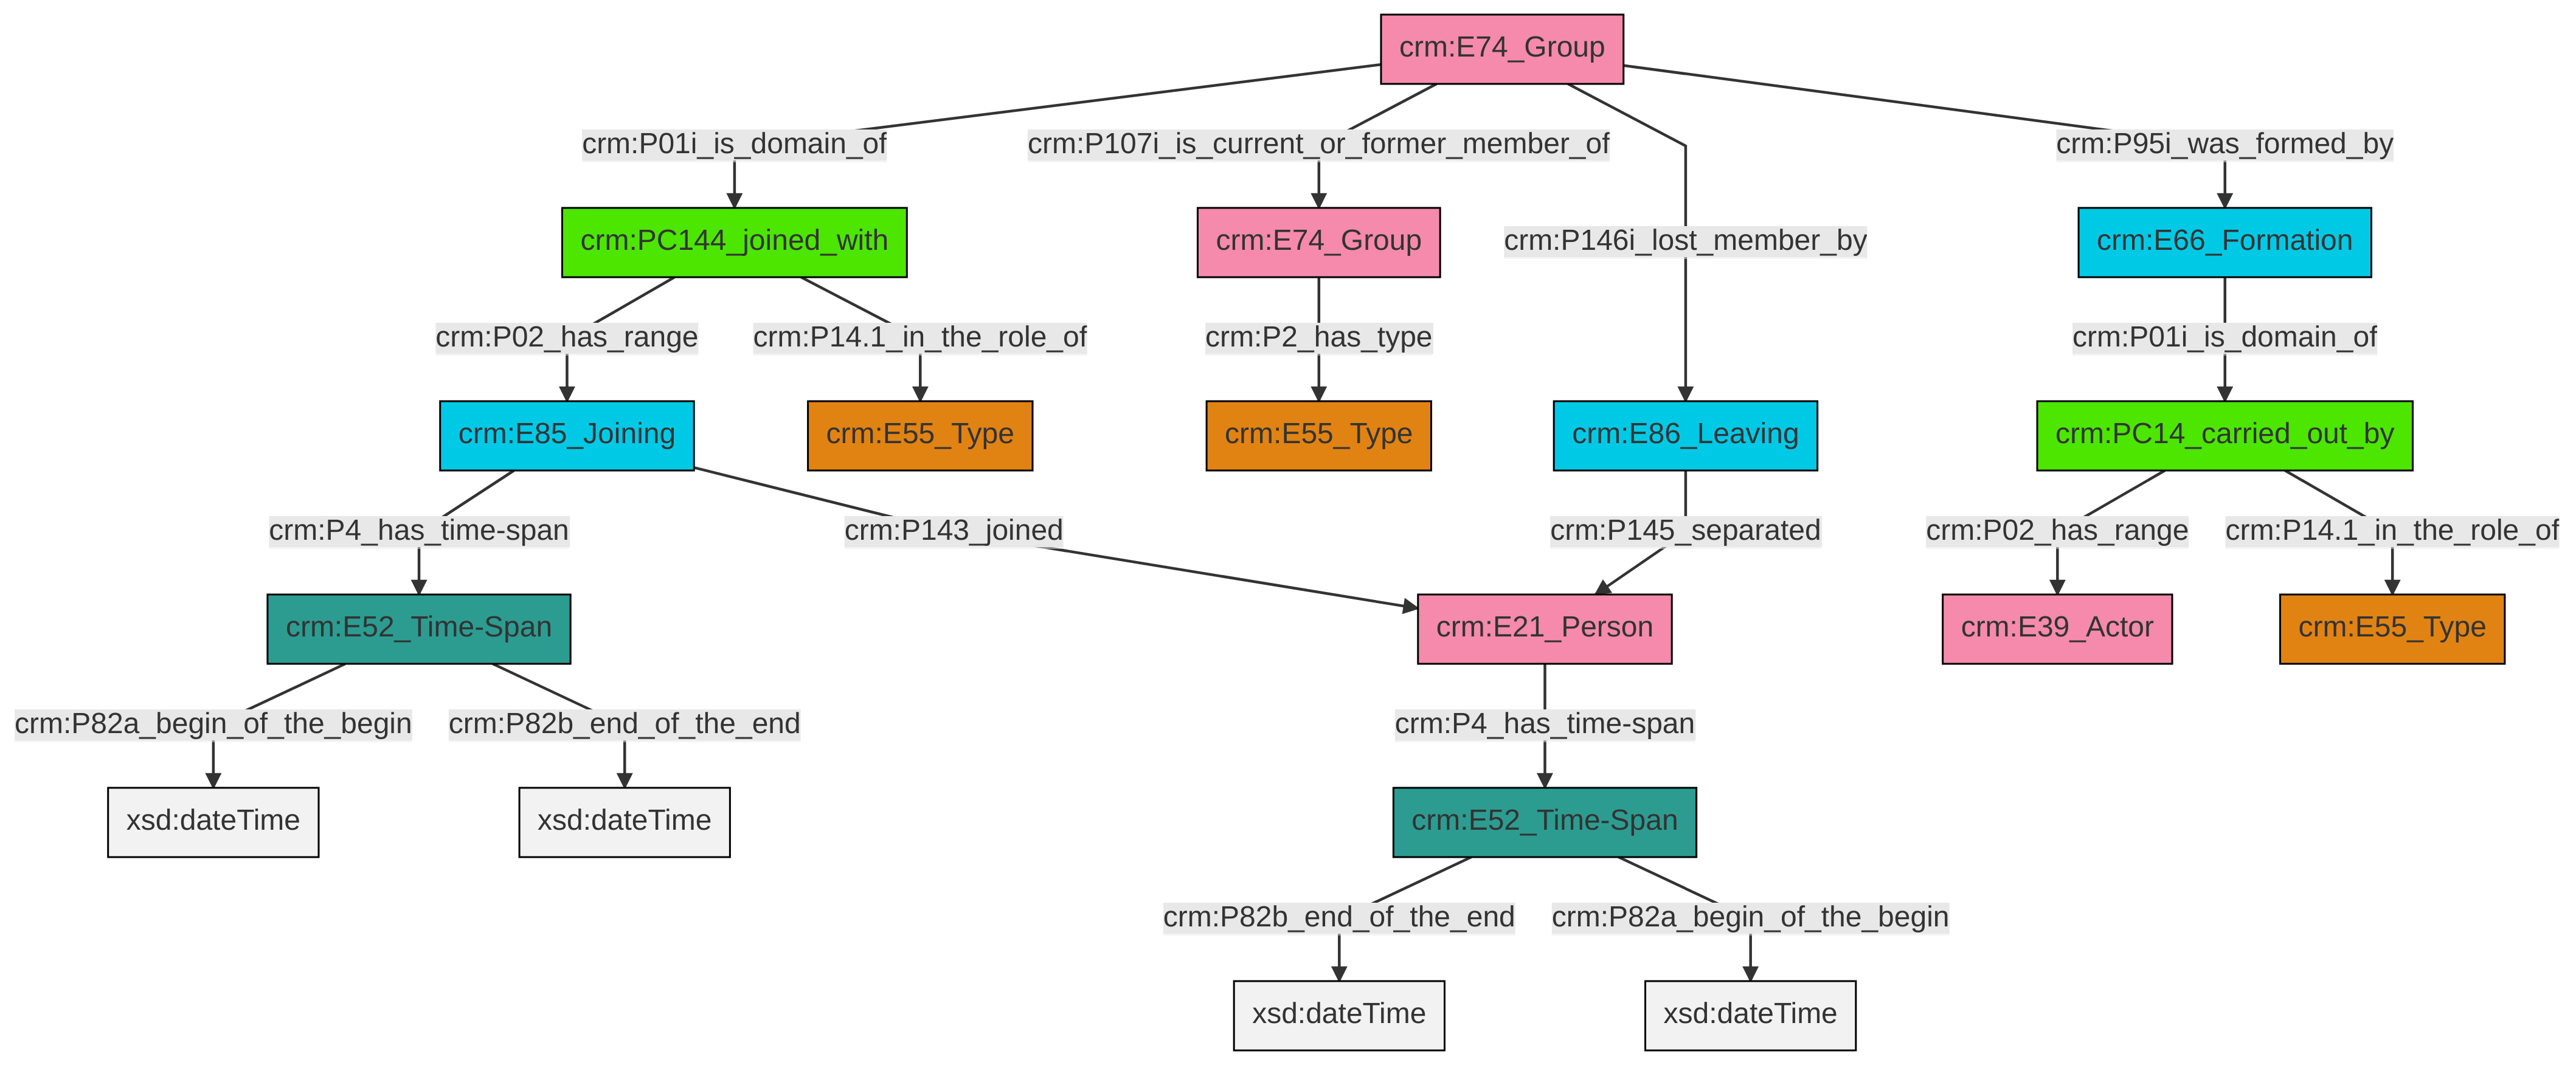 crm:E74_Group
crm:P01i_is_domain_of
crm:P107i_is_current_or_former_member_of
crm:P95i_was_formed_by
crm:PC144_joined_with
crm:E74_Group
crm:P146i_lost_member_by
crm:E66_Formation
crm:P02_has_range
crm:P14.1_in_the_role_of
crm:P2_has_type
crm:P01i_is_domain_of
crm:E85_Joining
crm:E55_Type
crm:E55_Type
crm:E86_Leaving
crm:PC14_carried_out_by
crm:P4_has_time-span
crm:P143_joined
crm:P145_separated
crm:P02_has_range
crm:P14.1_in_the_role_of
crm:E52_Time-Span
crm:E21_Person
crm:E39_Actor
crm:E55_Type
crm:P82a_begin_of_the_begin
crm:P82b_end_of_the_end
crm:P4_has_time-span
xsd:dateTime
xsd:dateTime
crm:E52_Time-Span
crm:P82b_end_of_the_end
crm:P82a_begin_of_the_begin
xsd:dateTime
xsd:dateTime